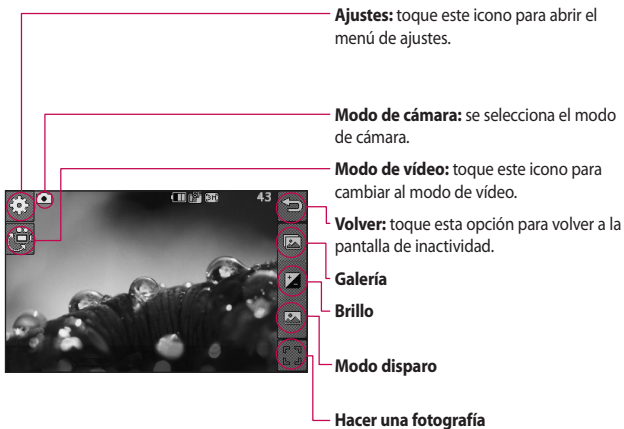 Ajustes: toque este icono para abrir el
menú de ajustes.
Modo de cámara: se selecciona el modo
de cámara.
Modo de vídeo: toque este icono para
cambiar al modo de vídeo.
43
Volver: toque esta opción para volver a la
pantalla de inactividad.
Galería
Brillo
Modo disparo
Hacer una fotografía